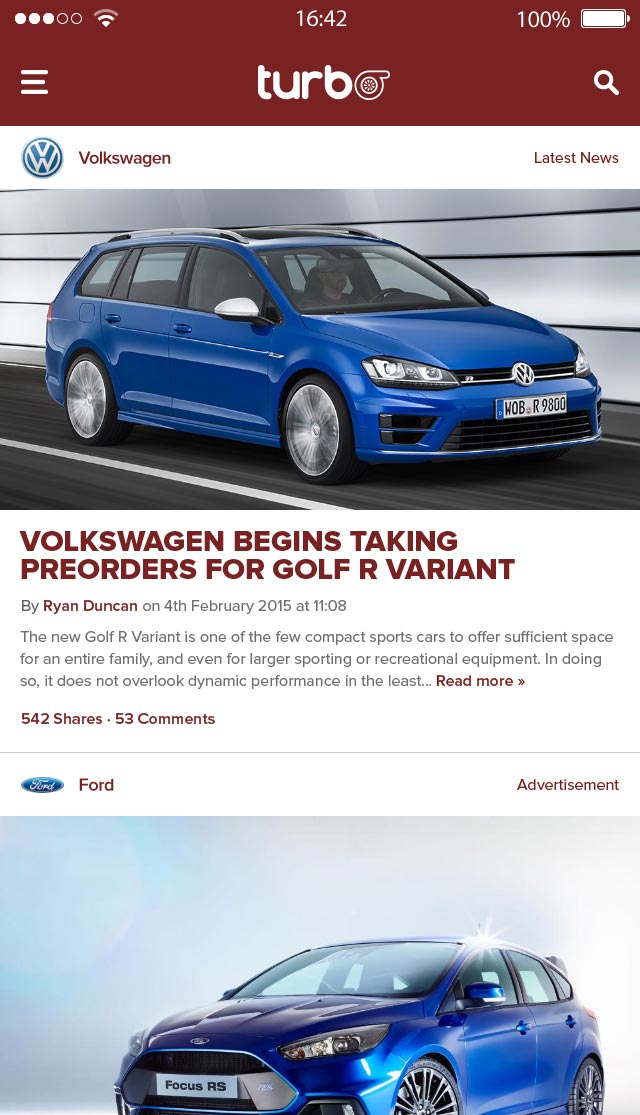 16:42
100%
turbo
Volkswagen
Latest News
WOB R 9800
VOLKSWAGEN BEGINS TAKING
PREORDERS FOR GOLF R VARIANT
By Ryan Duncan on 4th February 2015 at 11:08
The new Golf R Variant is one of the few compact sports cars to offer sufficient space
for an entire family, and even for larger sporting or recreational equipment. In doing
so, it does not overlook dynamic performance in the least... Read more »
542 Shares · 53 Comments
Ford
Ford
Advertisement
Focus RS
RS